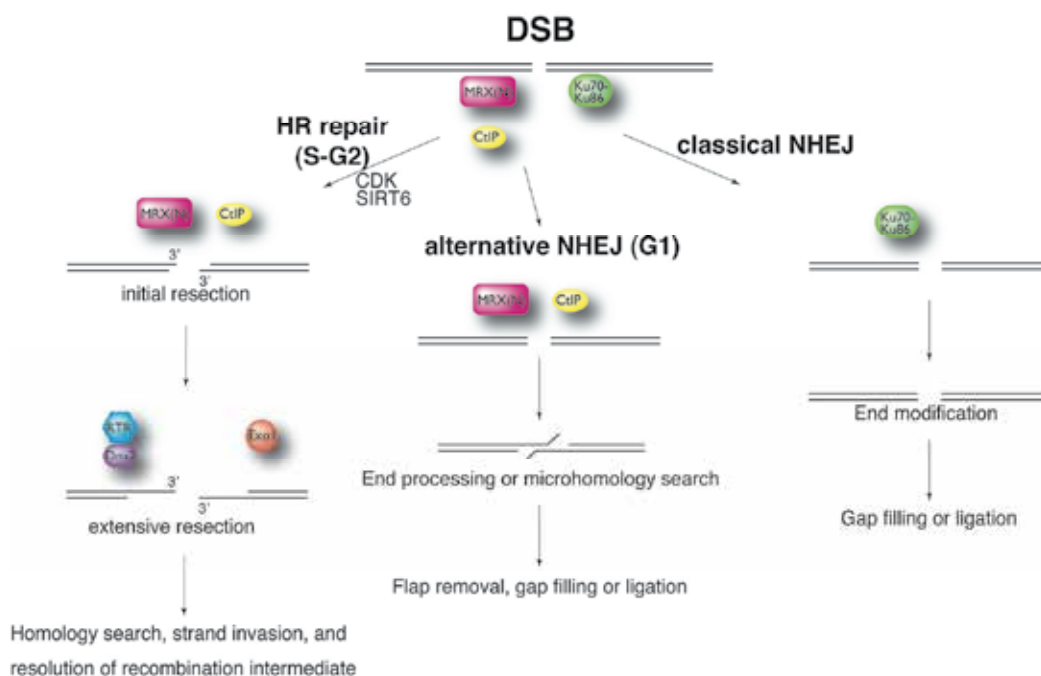 DSB
MRX(N)
Ku70-
Ku86
CtIP
HR repair
(S-G2)
CDK
SIRT6
classical NHEJ
MRX(N)
CtIP
3'
3'
initial resection
alternative NHEJ (G1)
MRX(N)
CtIP
Ku70-
Ku86
End modification
RTR
Dna2
Exo1
3'
3'
extensive resection
End processing or microhomology search
Gap filling or ligation
Flap removal, gap filling or ligation
Homology search, strand invasion, and
resolution of recombination intermediate